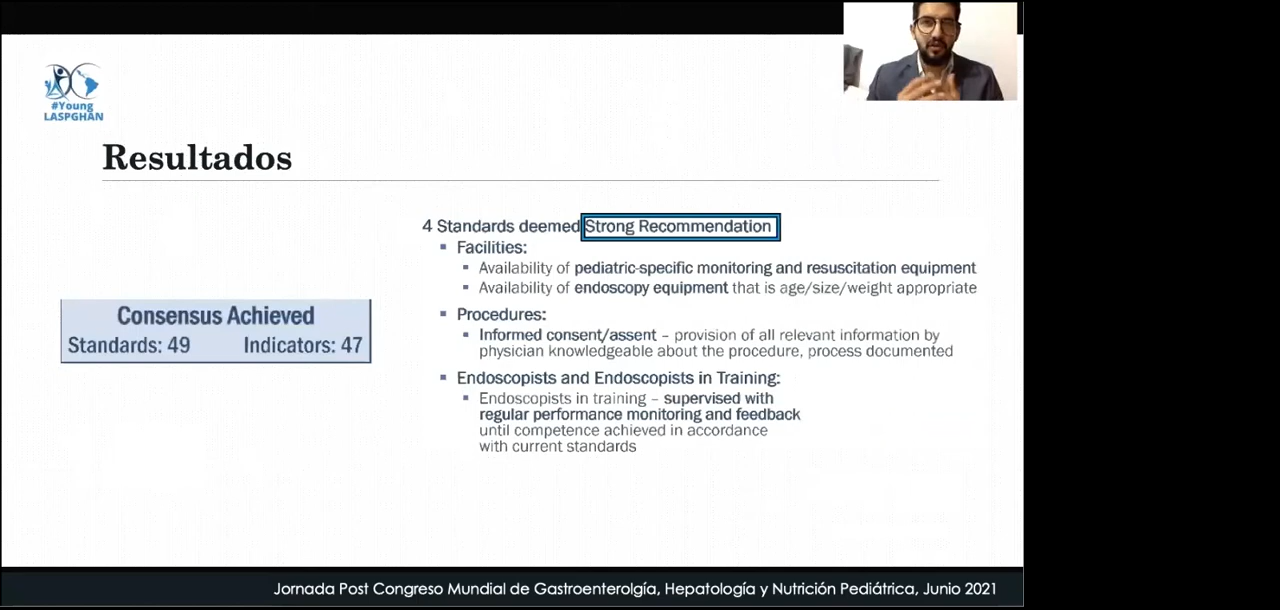 #Young
LASPGHAN
Resultados
Consensus Achieved
Standards: 49 Indicators: 47
4 Standards deemed Strong Recommendation
▪ Facilities:
▪ Availability of pediatric-specific monitoring and resuscitation equipment
▪ Availability of endoscopy equipment that is age/size/weight appropriate
▪ Procedures:
▪ Informed consent/assent – provision of all relevant information by
physician knowledgeable about the procedure, process documented
▪ Endoscopists and Endoscopists in Training:
▪ Endoscopists in training – supervised with
regular performance monitoring and feedback
until competence achieved in accordance
with current standards
Jornada Post Congreso Mundial de Gastroenterolgía, Hepatología y Nutrición Pediátrica, Junio 2021